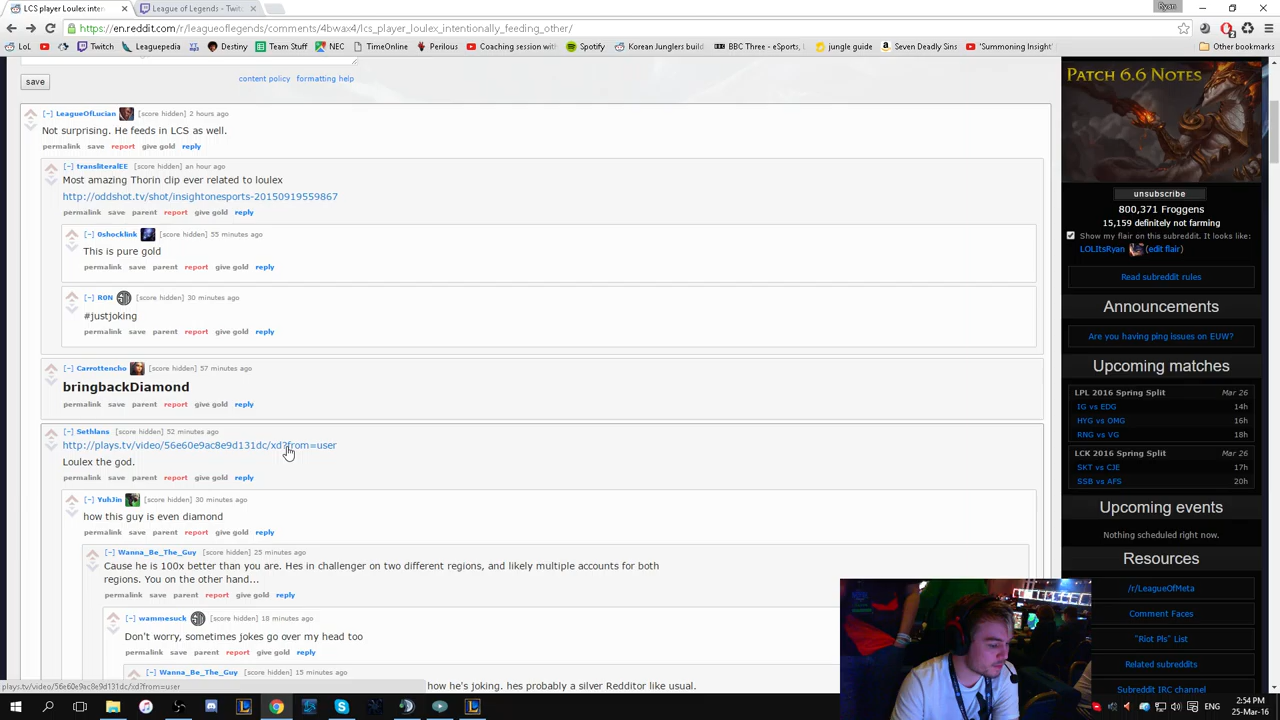 LCS player Loulex inten
League of Legends - Twit
Ryan
https://en.reddit.com/r/leagueoflegends/comments/4bwax4/lcs_player_loulex_intentionally_feeding_other/
LoL
Twitch
Leaguepedia
Destiny
Team Stuff
NEC
TimeOnline
Perilous
Coaching session with
Spotify
Korean Junglers build
BBC Three - eSports, L
jungle guide
Seven Deadly Sins
'Summoning Insight'
Other bookmarks
content policy formatting help
save
[−] LeagueOfLucian [score hidden] 2 hours ago
Not surprising. He feeds in LCS as well.
permalink save report give gold reply
[−] transliteralEE [score hidden] an hour ago
Most amazing Thorin clip ever related to loulex
http://oddshot.tv/shot/insightonesports-20150919559867
permalink save parent report give gold reply
[−] 0shocklink [score hidden] 55 minutes ago
This is pure gold
permalink save parent report give gold reply
[−] R0N [score hidden] 30 minutes ago
#justjoking
permalink save parent report give gold reply
[−] Carrottencho [score hidden] 57 minutes ago
bringbackDiamond
permalink save parent report give gold reply
[−] Sethlans [score hidden] 52 minutes ago
http://plays.tv/video/56e60e9ac8e9d131dc/xd?from=user
Loulex the god.
permalink save parent report give gold reply
[−] YuhJin [score hidden] 30 minutes ago
how this guy is even diamond
permalink save parent report give gold reply
[−] Wanna_Be_The_Guy [score hidden] 25 minutes ago
Cause he is 100x better than you are. Hes in challenger on two different regions, and likely multiple accounts for both
regions. You on the other hand...
permalink save parent report give gold reply
[−] wammesuck [score hidden] 18 minutes ago
Don't worry, sometimes jokes go over my head too
permalink save parent report give gold reply
[−] Wanna_Be_The_Guy [score hidden] 15 minutes ago
how he's joking. hes probably a silver Redditor like usual.
plays.tv/video/56e60e9ac8e9d131dc/xd?from=user
PATCH 6.6 NOTES
unsubscribe
800,371 Froggens
15,159 definitely not farming
Show my flair on this subreddit. It looks like:
LOLItsRyan (edit flair)
Read subreddit rules
Announcements
Are you having ping issues on EUW?
Upcoming matches
LPL 2016 Spring Split Mar 26
IG vs EDG 14h
HYG vs OMG 16h
RNG vs VG 18h
LCK 2016 Spring Split Mar 26
SKT vs CJE 17h
SSB vs AFS 20h
Upcoming events
Nothing scheduled right now.
Resources
/r/LeagueOfMeta
Comment Faces
"Riot Pls" List
Related subreddits
Subreddit IRC channel
ENG
2:54 PM
25-Mar-16